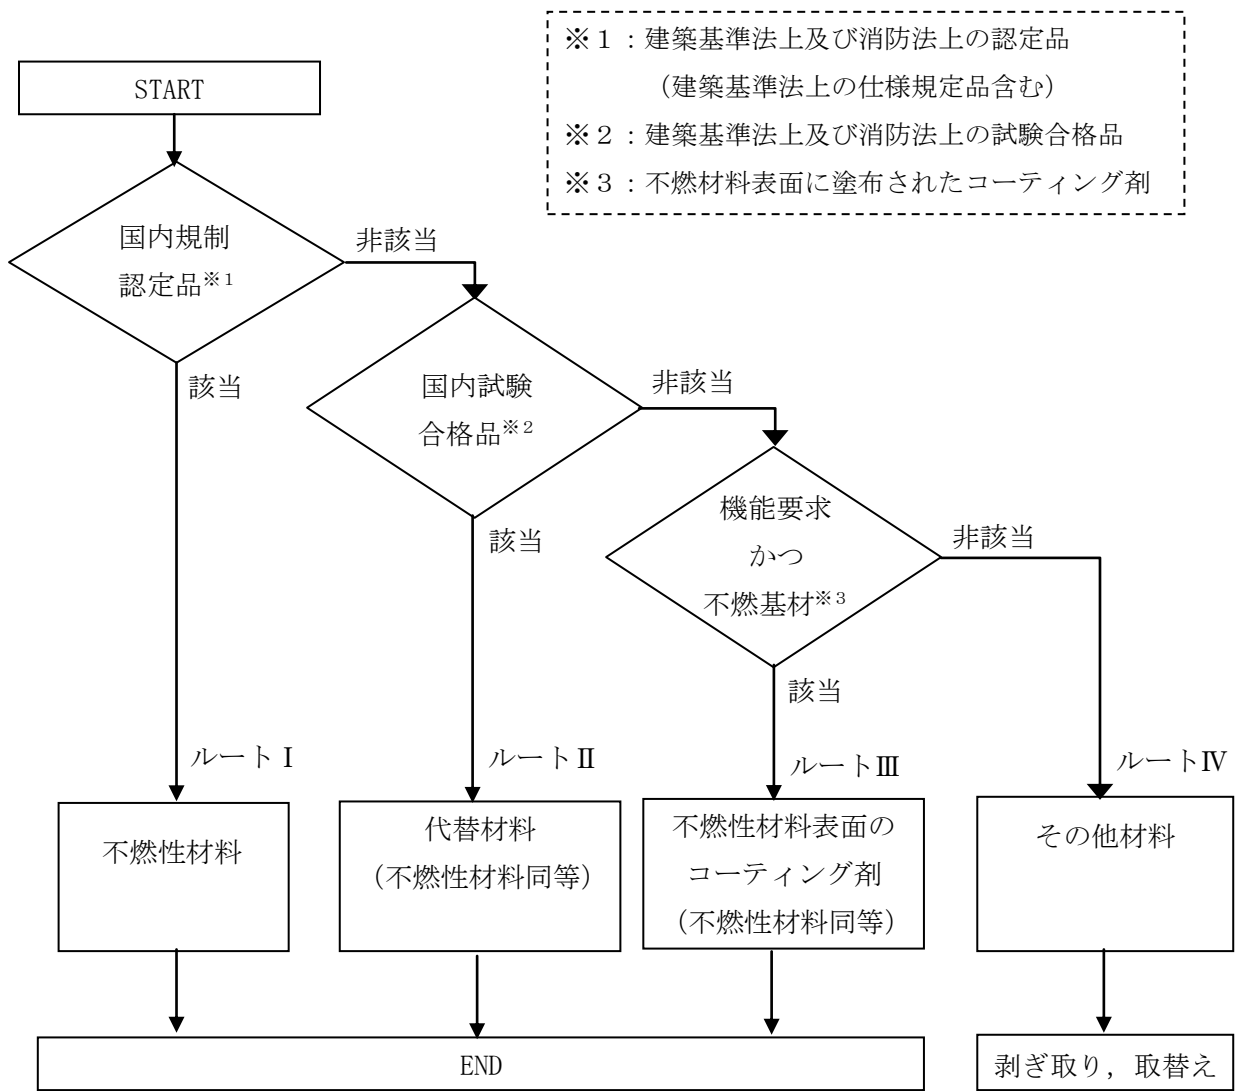 ※１：建築基準法上及び消防法上の認定品
（建築基準法上の仕様規定品含む）
※２：建築基準法上及び消防法上の試験合格品
※３：不燃材料表面に塗布されたコーティング剤
START
国内規制
認定品※1
非該当
該当
国内試験
合格品※2
非該当
該当
機能要求
かつ
不燃基材※3
非該当
該当
ルートⅠ
ルートⅡ
ルートⅢ
ルートⅣ
不燃性材料
代替材料
（不燃性材料同等）
不燃性材料表面の
コーティング剤
（不燃性材料同等）
その他材料
END
剥ぎ取り，取替え